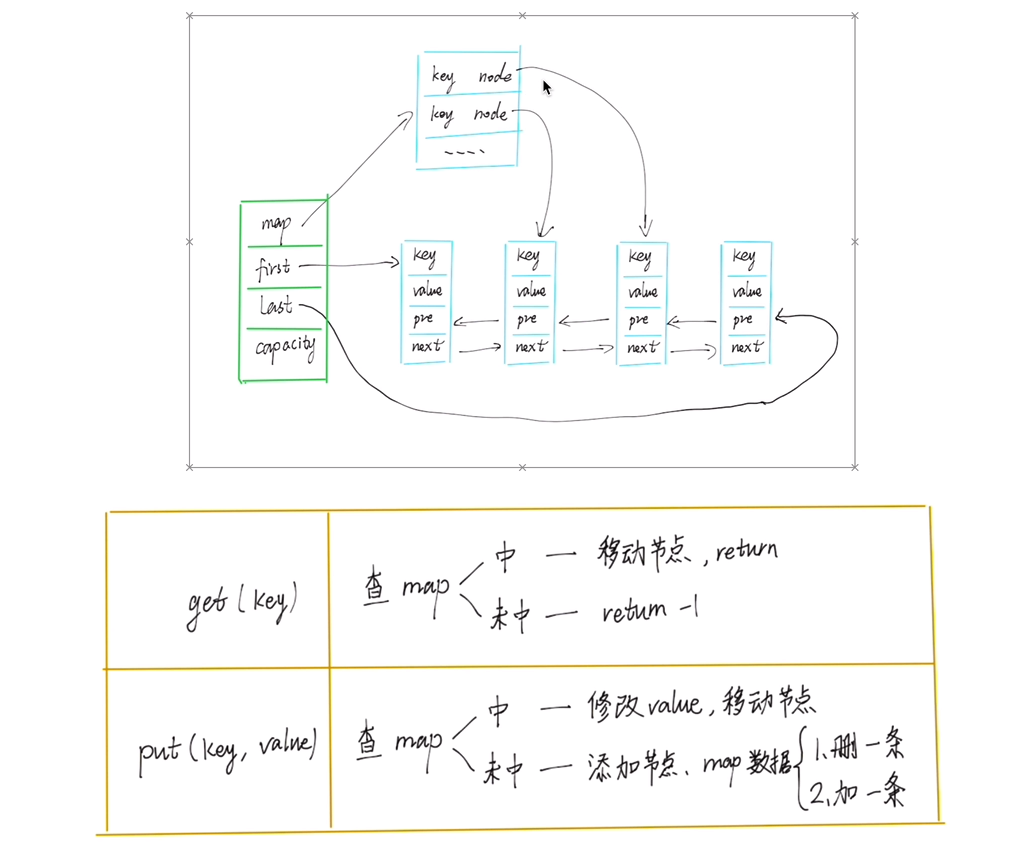 key node
key node
....
map
first
last
capacity
key key key key
value value value value
pre pre pre pre
next next next next
get(key)
查 map
中 — 移动节点, return
未中 — return -1
put(key, value)
查 map
中 — 修改value, 移动节点
未中 — 添加节点、map数据
1、删一条
2、加一条